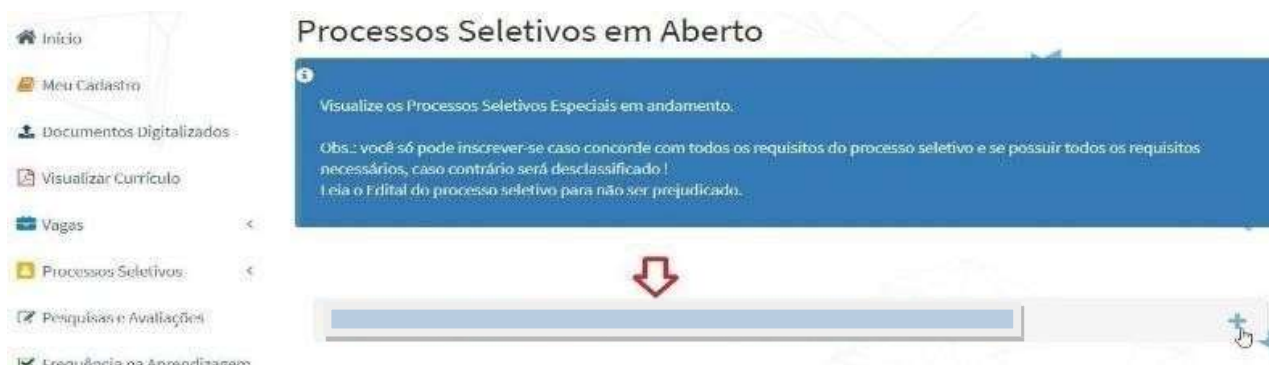 Início
Meu Cadastro
Documentos Digitalizados
Visualizar Currículo
Vagas
Processos Seletivos
Pesquisas e Avaliações
Frequência na Aprendizagem
Processos Seletivos em Aberto
Visualize os Processos Seletivos Especiais em andamento.
Obs.: você só pode inscrever-se caso concorde com todos os requisitos do processo seletivo e se possuir todos os requisitos
necessários, caso contrário será desclassificado !
Leia o Edital do processo seletivo para não ser prejudicado.